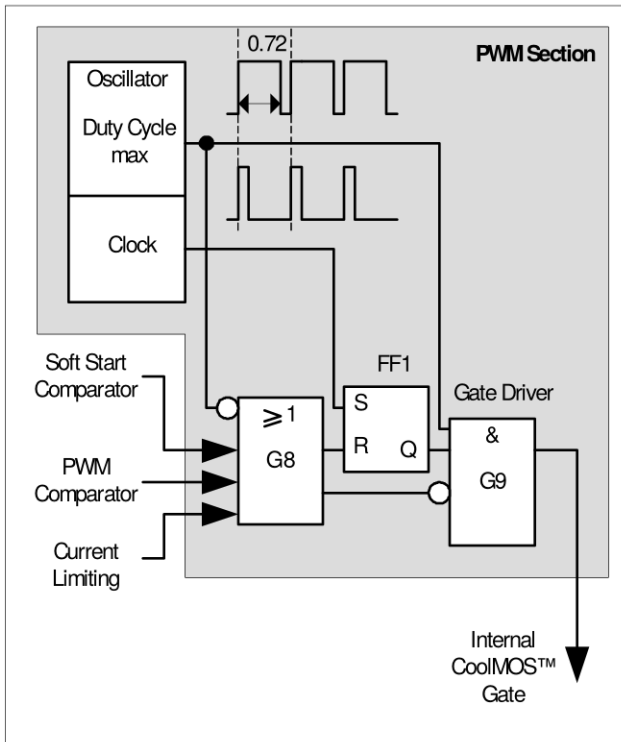 0.72
PWM Section
Oscillator
Duty Cycle
max
Clock
Soft Start
Comparator
PWM
Comparator
Current
Limiting
≥1
G8
FF1
S
R
Q
Gate Driver
&
G9
Internal
CoolMOS™
Gate